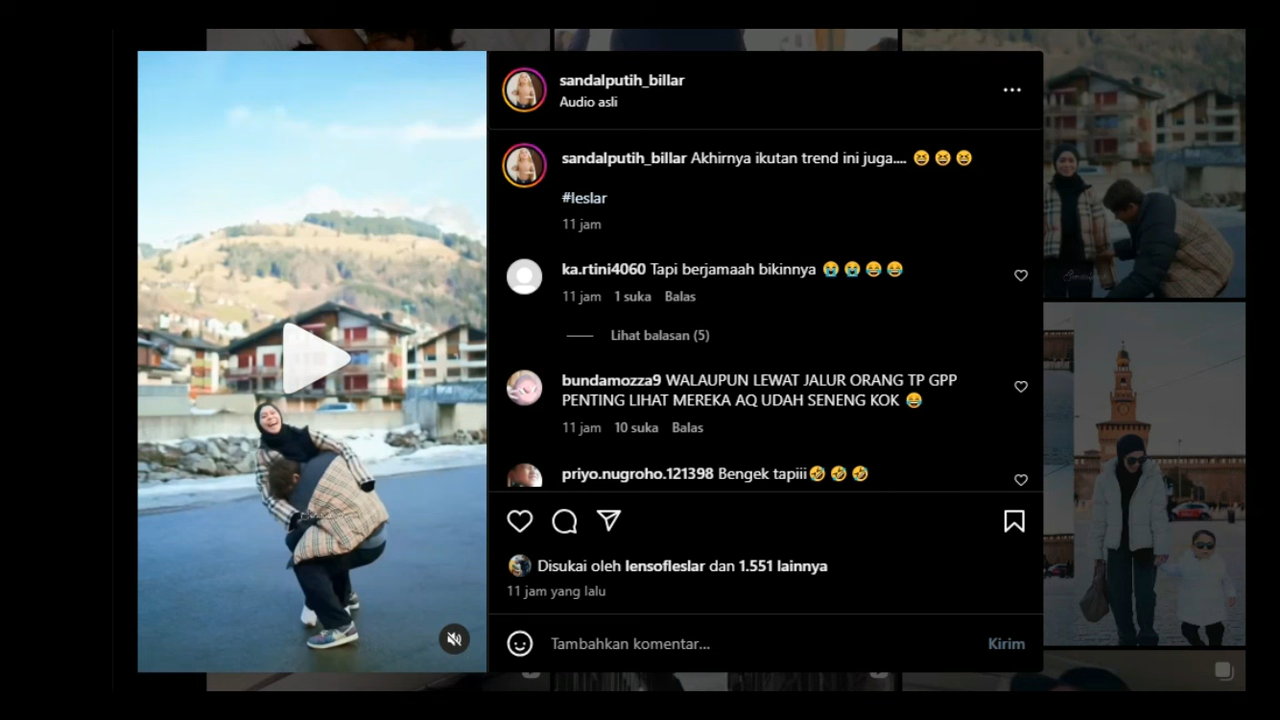 sandalputih_billar
Audio asli
sandalputih_billar Akhirnya ikutan trend ini juga.... 😆 😆 😆
#leslar
11 jam
ka.rtini4060 Tapi berjamaah bikinnya 😭 😭 😂 😂
11 jam 1 suka Balas
Lihat balasan (5)
bundamozza9 WALAUPUN LEWAT JALUR ORANG TP GPP
PENTING LIHAT MEREKA AQ UDAH SENENG KOK 😂
11 jam 10 suka Balas
priyo.nugroho.121398 Bengek tapiii🤣 🤣 🤣
Disukai oleh lensofleslar dan 1.551 lainnya
11 jam yang lalu
Tambahkan komentar...
Kirim